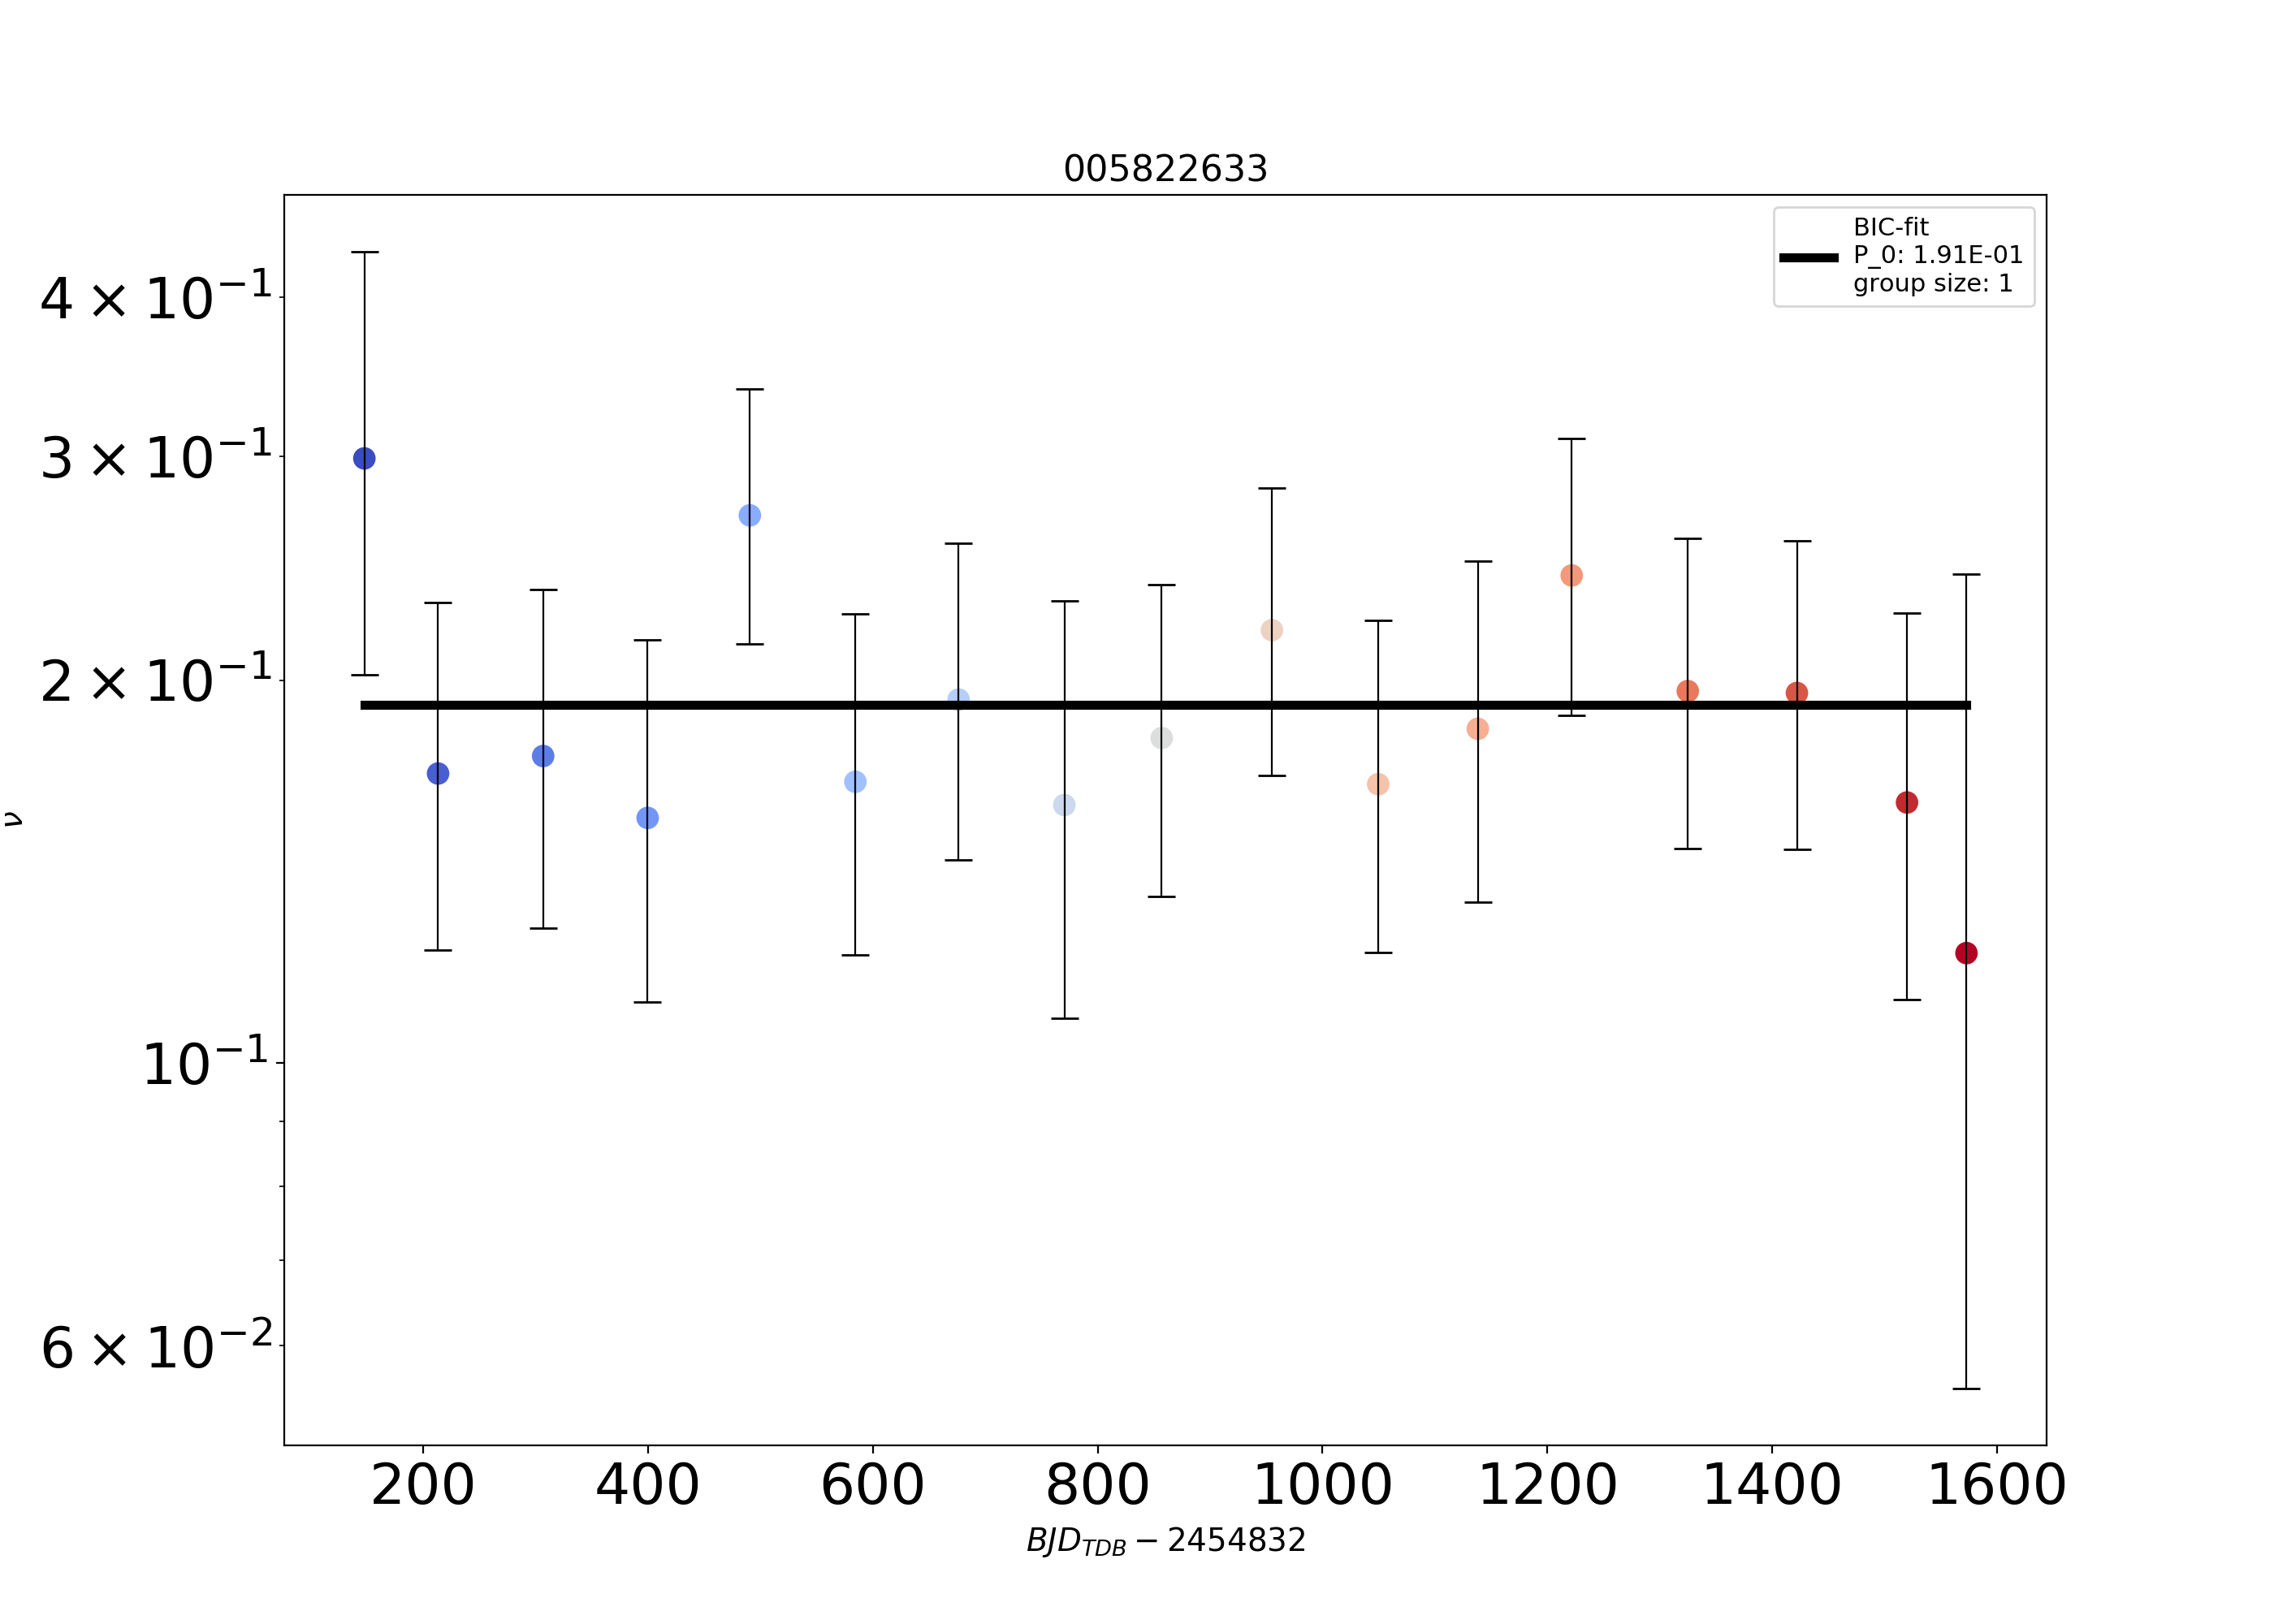 005822633
BIC-fit
P_0: 1.91E-01
group size: 1
4 × 10⁻¹
3 × 10⁻¹
2 × 10⁻¹
10⁻¹
6 × 10⁻²
ν
200 400 600 800 1000 1200 1400 1600
BJD_TDB − 2454832